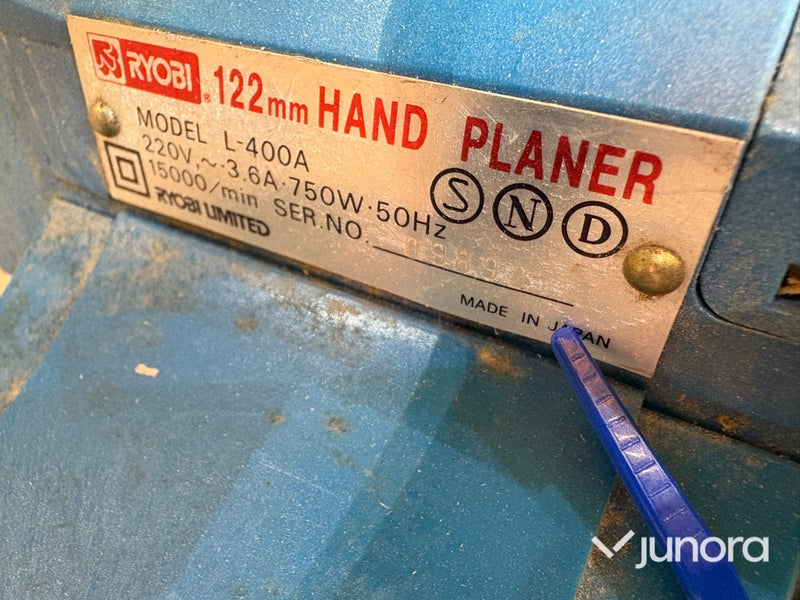 RYOBI 122mm HAND PLANER
MODEL L-400A
220V.~·3.6A·750W·50Hz
15000/min SER.NO.
RYOBI LIMITED
S N D
MADE IN JAPAN
junora